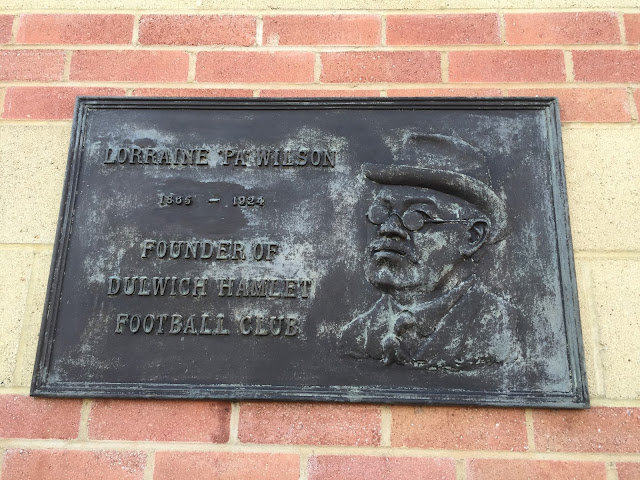 LORRAINE 'PA' WILSON
1865 — 1924
FOUNDER OF
DULWICH HAMLET
FOOTBALL CLUB